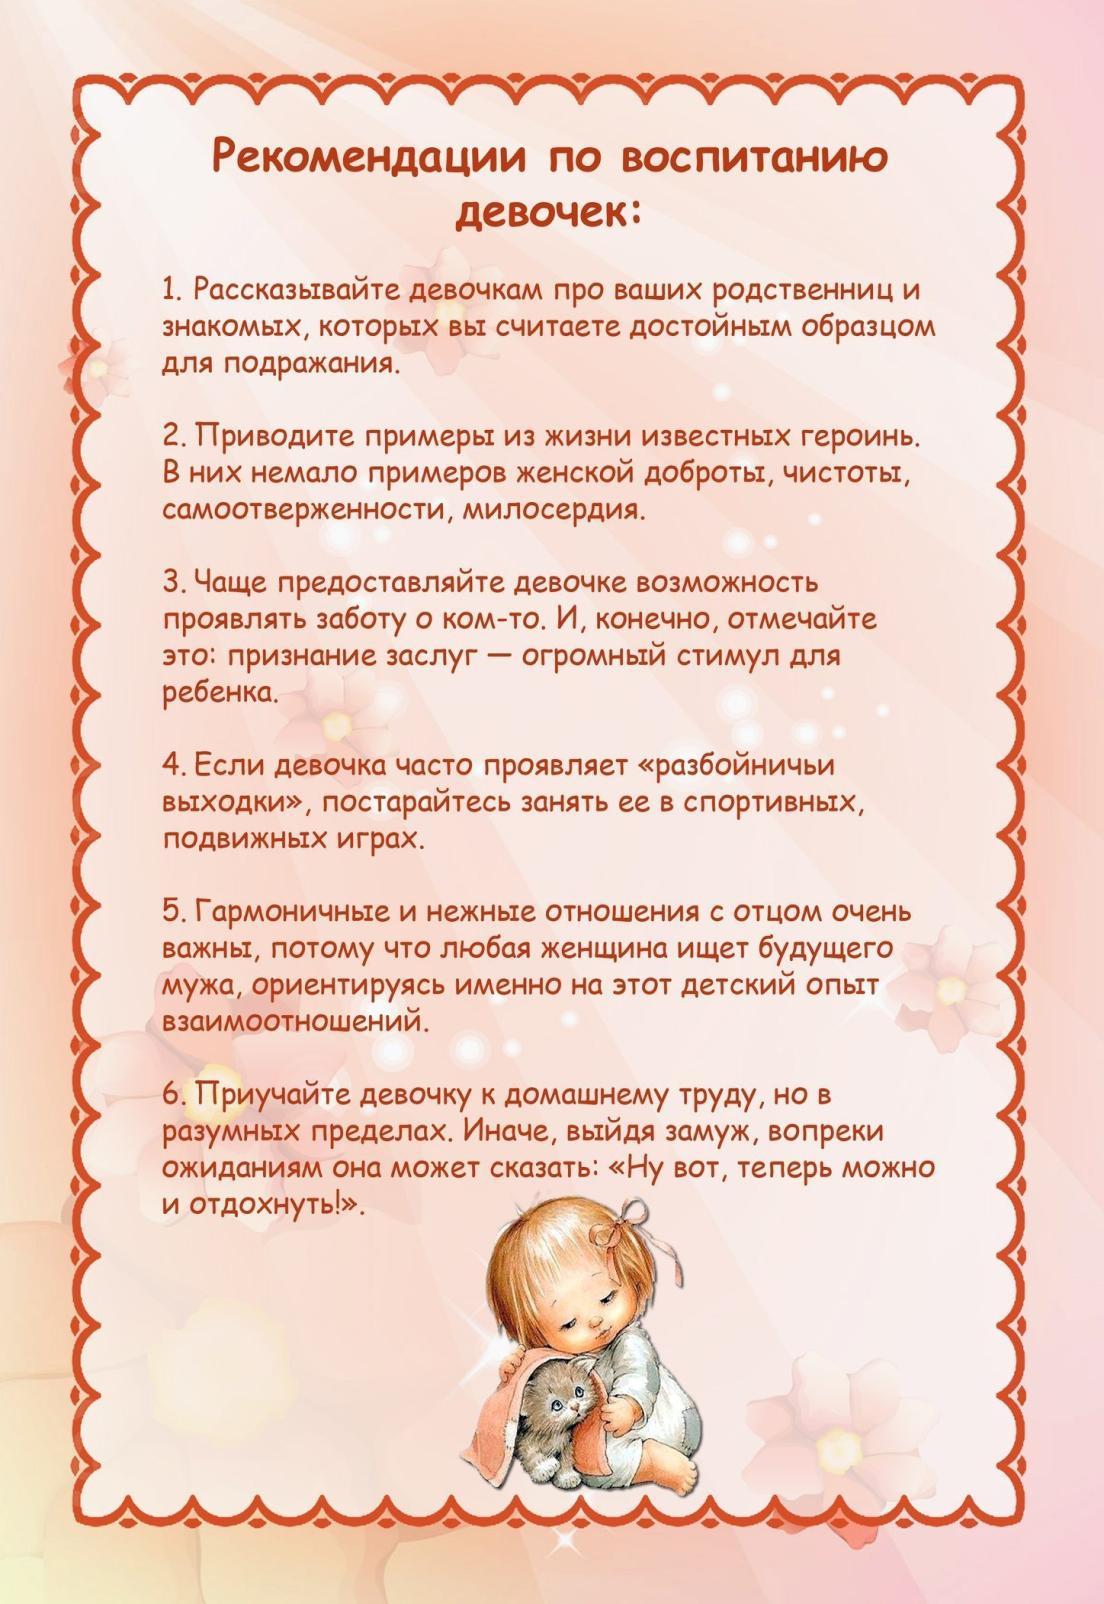 Рекомендации по воспитанию
девочек:
1. Рассказывайте девочкам про ваших родственниц и
знакомых, которых вы считаете достойным образцом
для подражания.
2. Приводите примеры из жизни известных героинь.
В них немало примеров женской доброты, чистоты,
самоотверженности, милосердия.
3. Чаще предоставляйте девочке возможность
проявлять заботу о ком-то. И, конечно, отмечайте
это: признание заслуг — огромный стимул для
ребенка.
4. Если девочка часто проявляет «разбойничьи
выходки», постарайтесь занять ее в спортивных,
подвижных играх.
5. Гармоничные и нежные отношения с отцом очень
важны, потому что любая женщина ищет будущего
мужа, ориентируясь именно на этот детский опыт
взаимоотношений.
6. Приучайте девочку к домашнему труду, но в
разумных пределах. Иначе, выйдя замуж, вопреки
ожиданиям она может сказать: «Ну вот, теперь можно
и отдохнуть!».